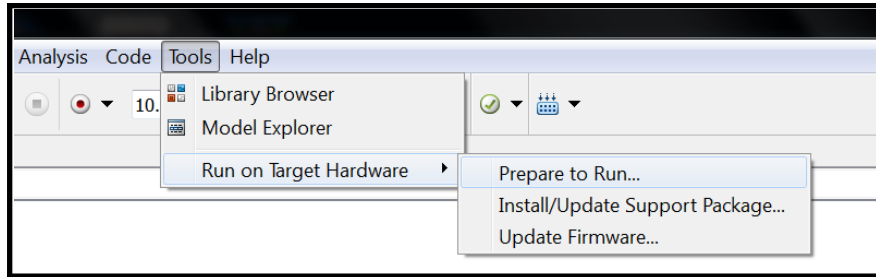 Analysis Code Tools Help
10.
Library Browser
Model Explorer
Run on Target Hardware
Prepare to Run...
Install/Update Support Package...
Update Firmware...